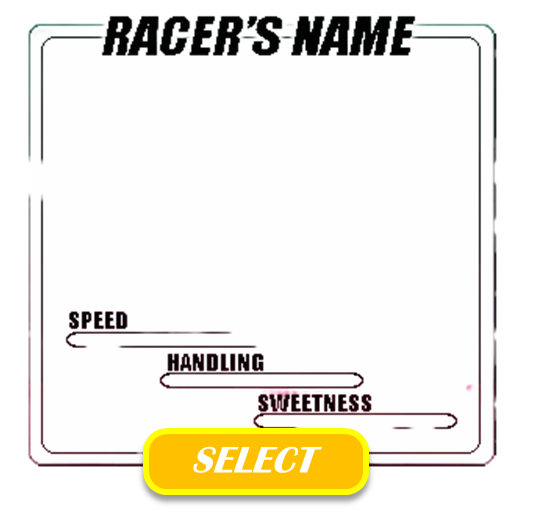 RACER'S NAME
SPEED
HANDLING
SWEETNESS
SELECT